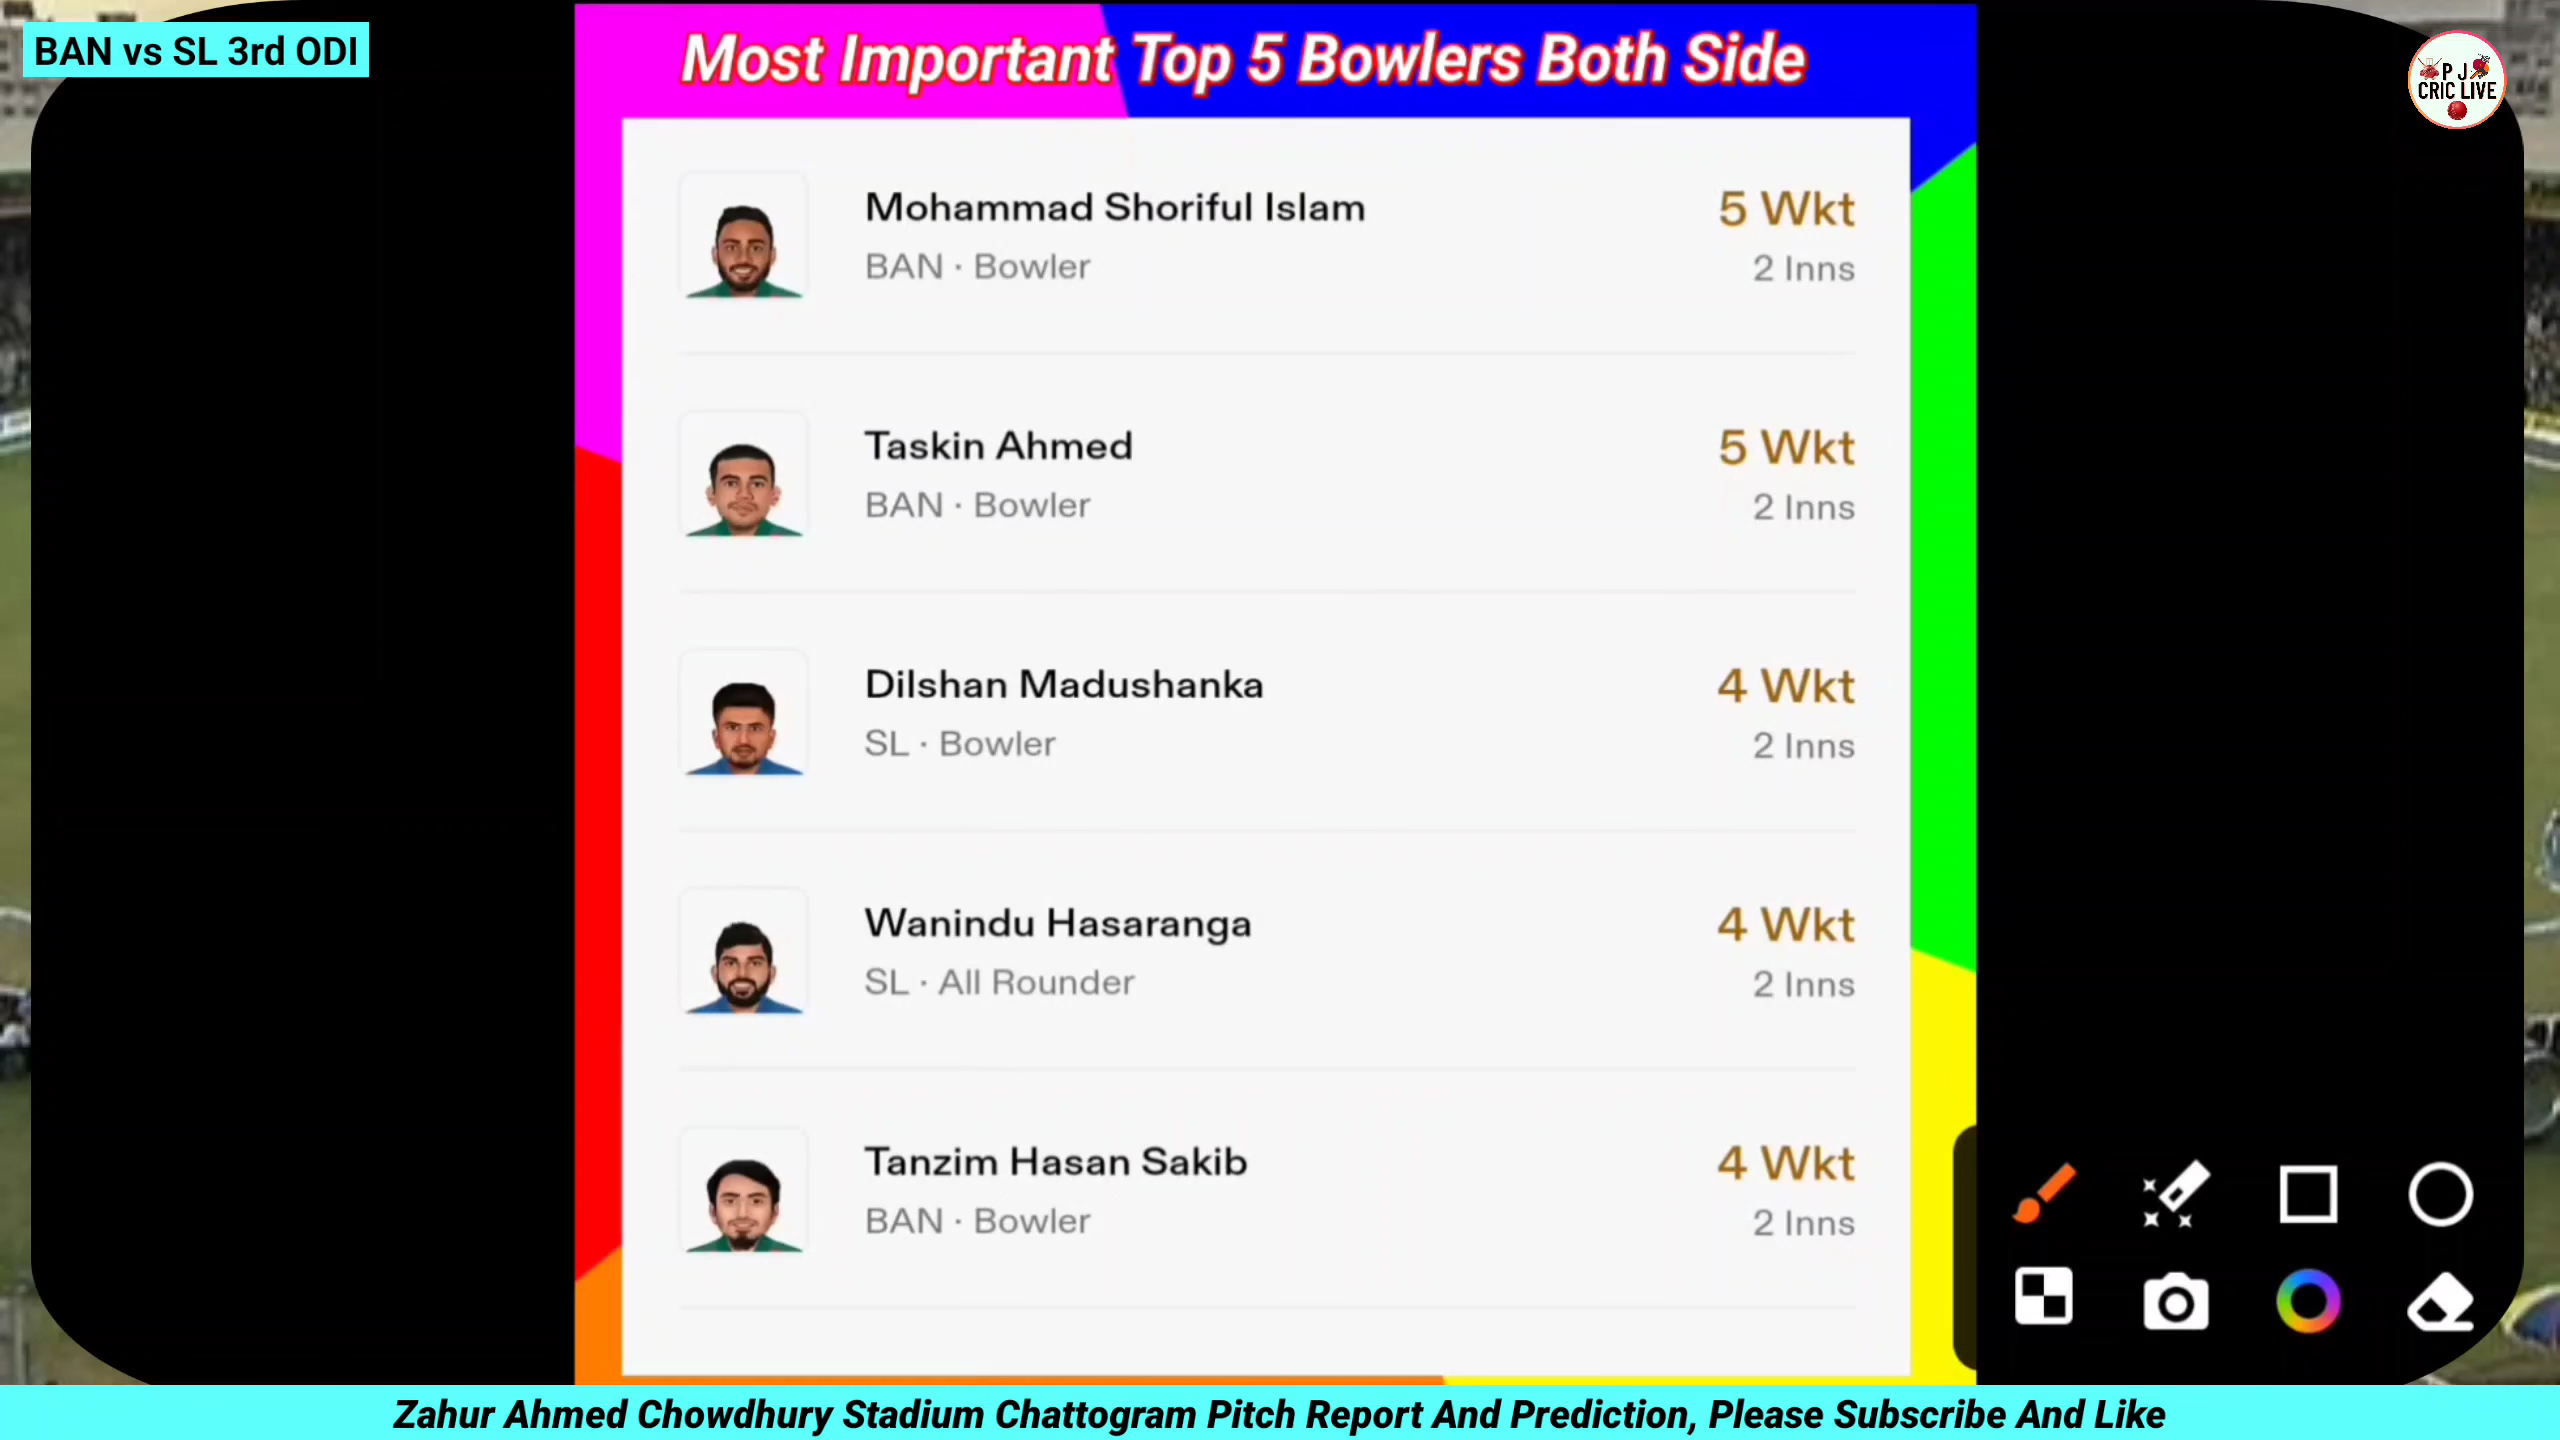 BAN vs SL 3rd ODI
Most Important Top 5 Bowlers Both Side
P J
CRIC LIVE
Mohammad Shoriful Islam
5 Wkt
BAN · Bowler
2 Inns
Taskin Ahmed
5 Wkt
BAN · Bowler
2 Inns
Dilshan Madushanka
4 Wkt
SL · Bowler
2 Inns
Wanindu Hasaranga
4 Wkt
SL · All Rounder
2 Inns
Tanzim Hasan Sakib
4 Wkt
BAN · Bowler
2 Inns
Zahur Ahmed Chowdhury Stadium Chattogram Pitch Report And Prediction, Please Subscribe And Like